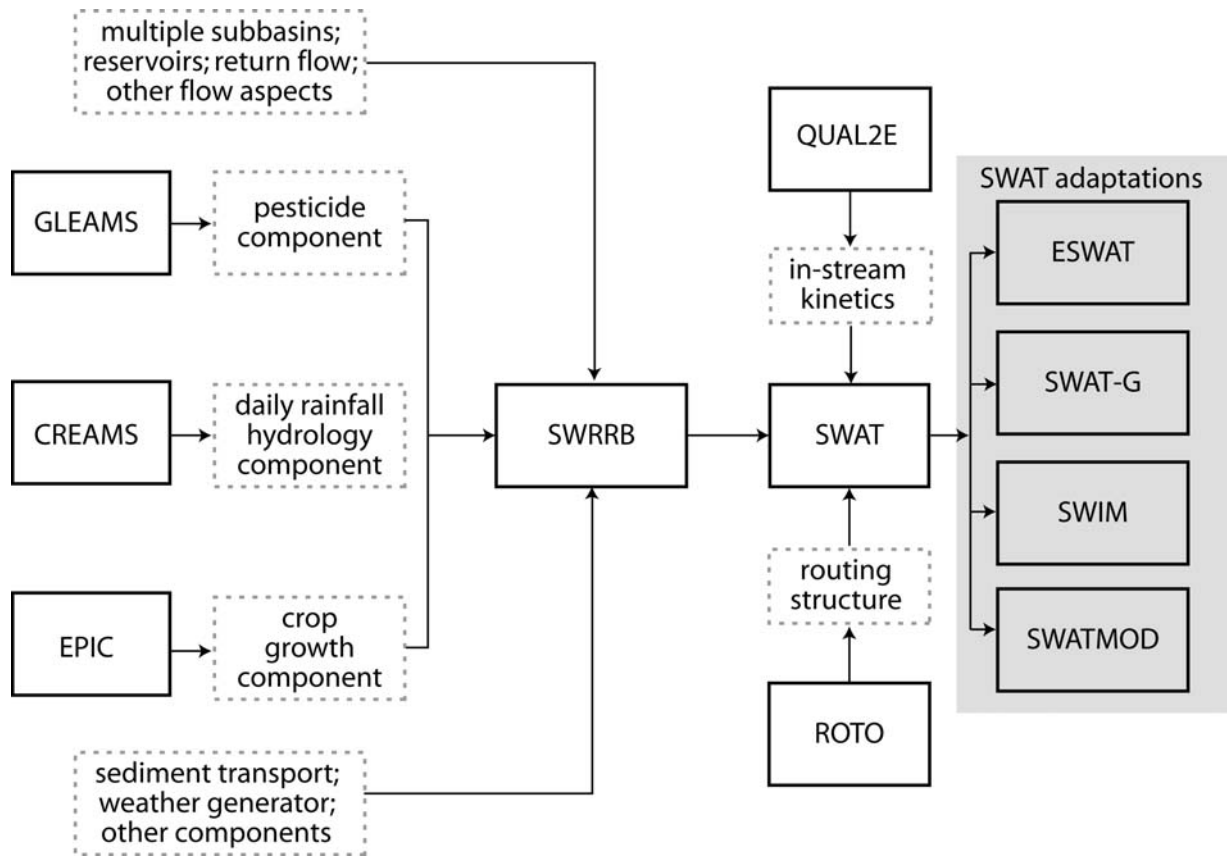 multiple subbasins;
reservoirs; return flow;
other flow aspects
GLEAMS
pesticide
component
CREAMS
daily rainfall
hydrology
component
EPIC
crop
growth
component
sediment transport;
weather generator;
other components
SWRRB
QUAL2E
in-stream
kinetics
SWAT
routing
structure
ROTO
SWAT adaptations
ESWAT
SWAT-G
SWIM
SWATMOD